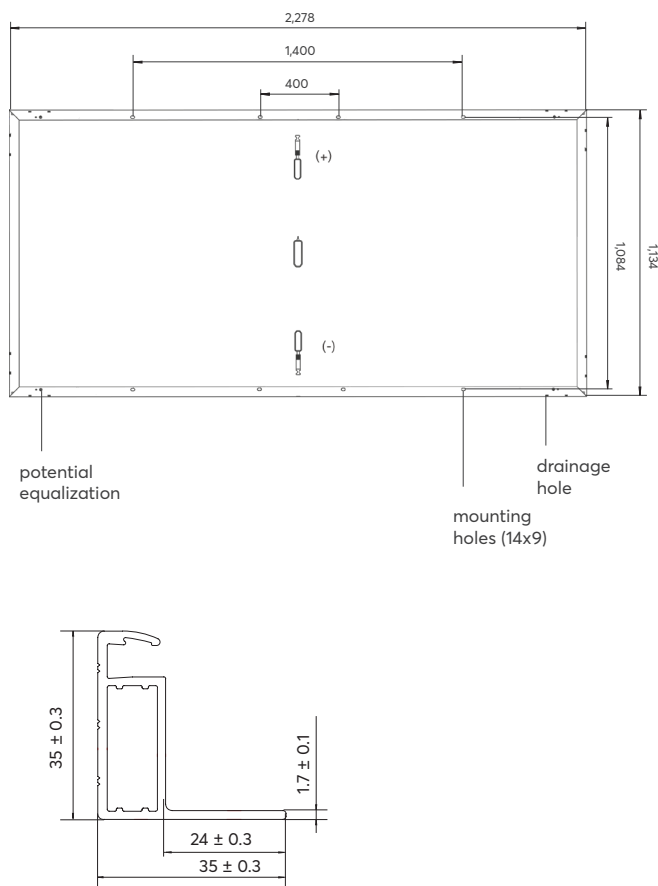 2,278
1,400
400
(+)
1,084
1,134
(-)
potential
equalization
drainage
hole
mounting
holes (14x9)
35 ± 0.3
1.7 ± 0.1
24 ± 0.3
35 ± 0.3